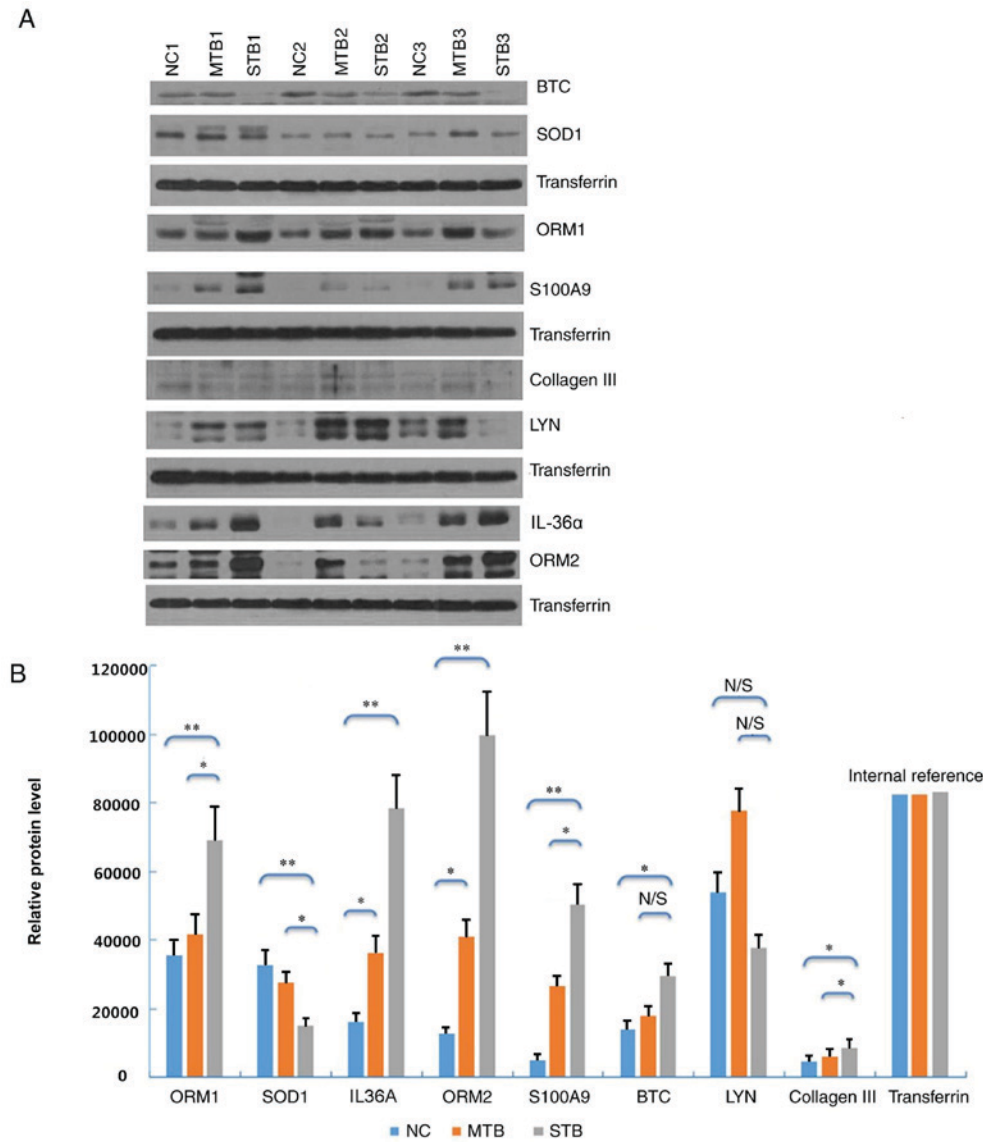 A
NC1 MTB1 STB1 NC2 MTB2 STB2 NC3 MTB3 STB3
BTC
SOD1
Transferrin
ORM1
S100A9
Transferrin
Collagen III
LYN
Transferrin
IL-36α
ORM2
Transferrin
B
Relative protein level
120000
100000
80000
60000
40000
20000
0
** *
** *
** *
** *
** *
* N/S
N/S N/S
* *
Internal reference
ORM1 SOD1 IL36A ORM2 S100A9 BTC LYN Collagen III Transferrin
NC MTB STB